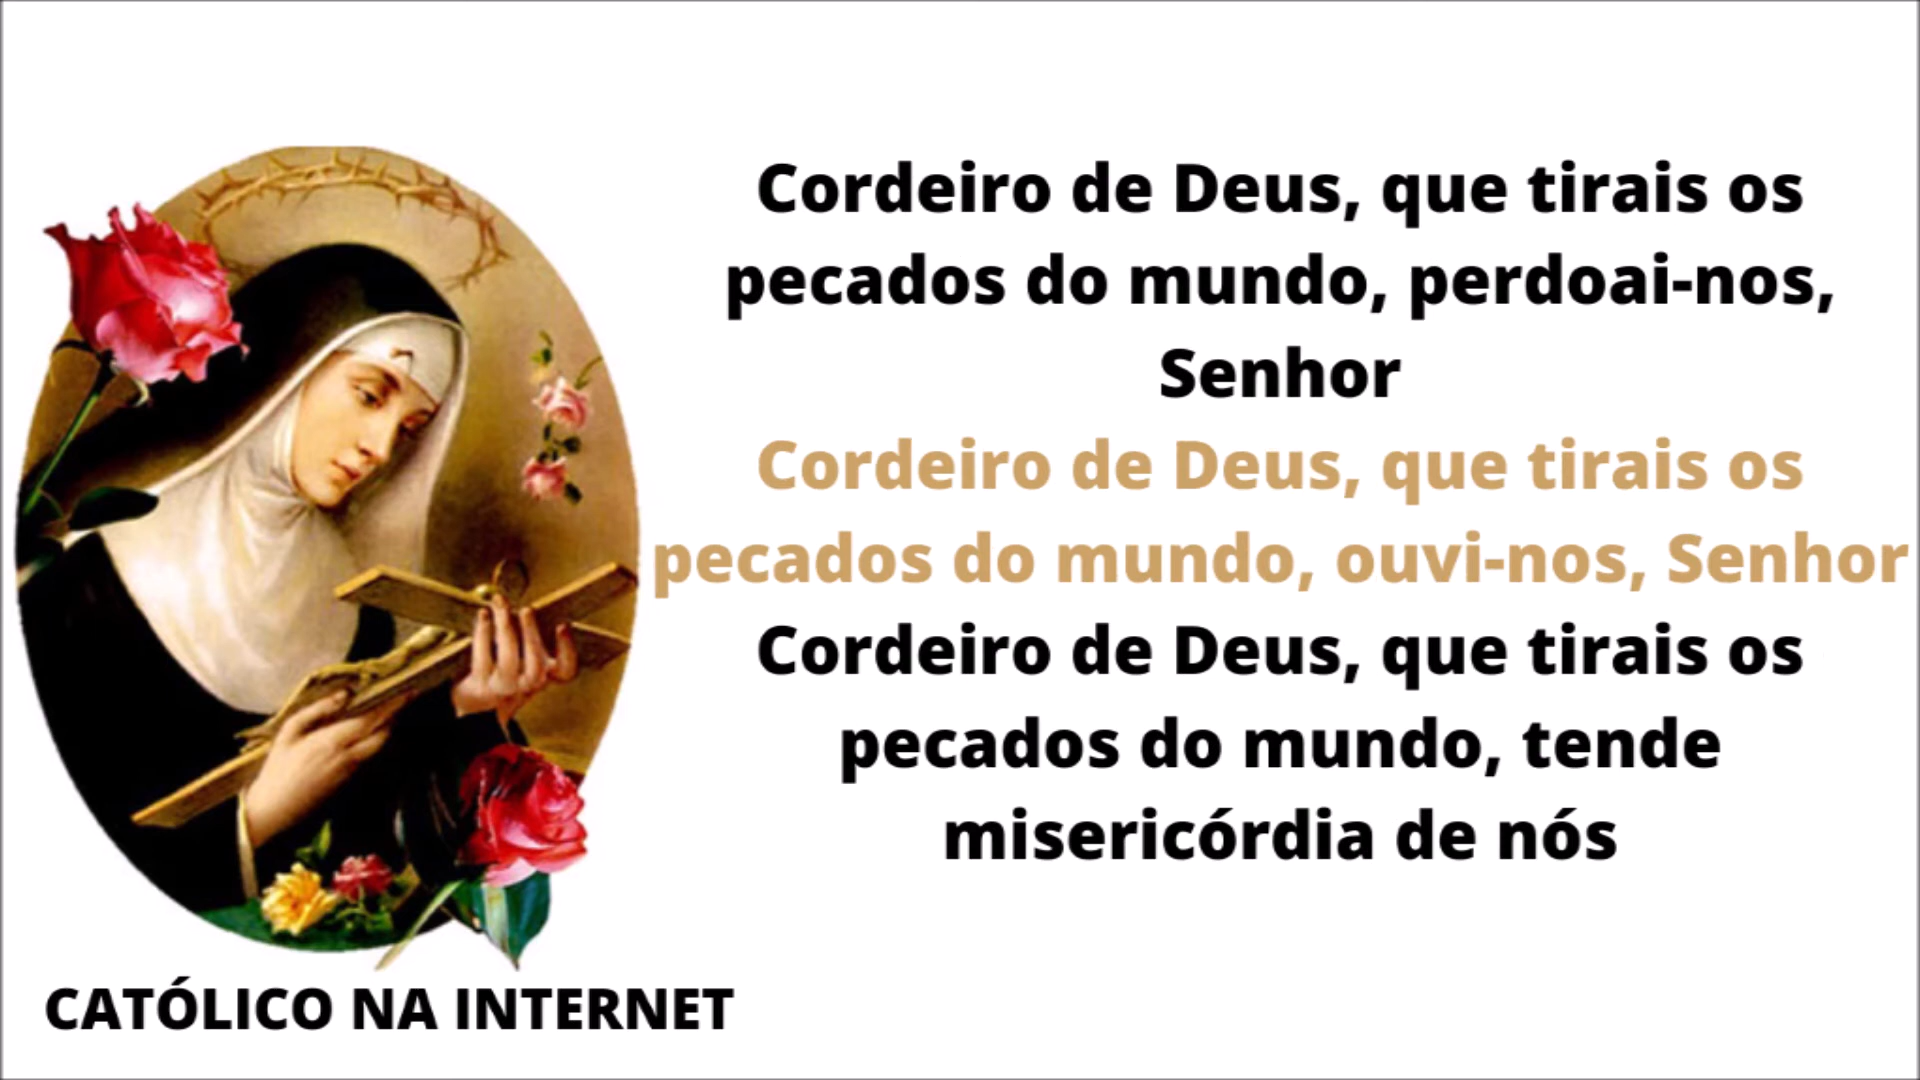 Cordeiro de Deus, que tirais os
pecados do mundo, perdoai-nos,
Senhor
Cordeiro de Deus, que tirais os
pecados do mundo, ouvi-nos, Senhor
Cordeiro de Deus, que tirais os
pecados do mundo, tende
misericórdia de nós
CATÓLICO NA INTERNET